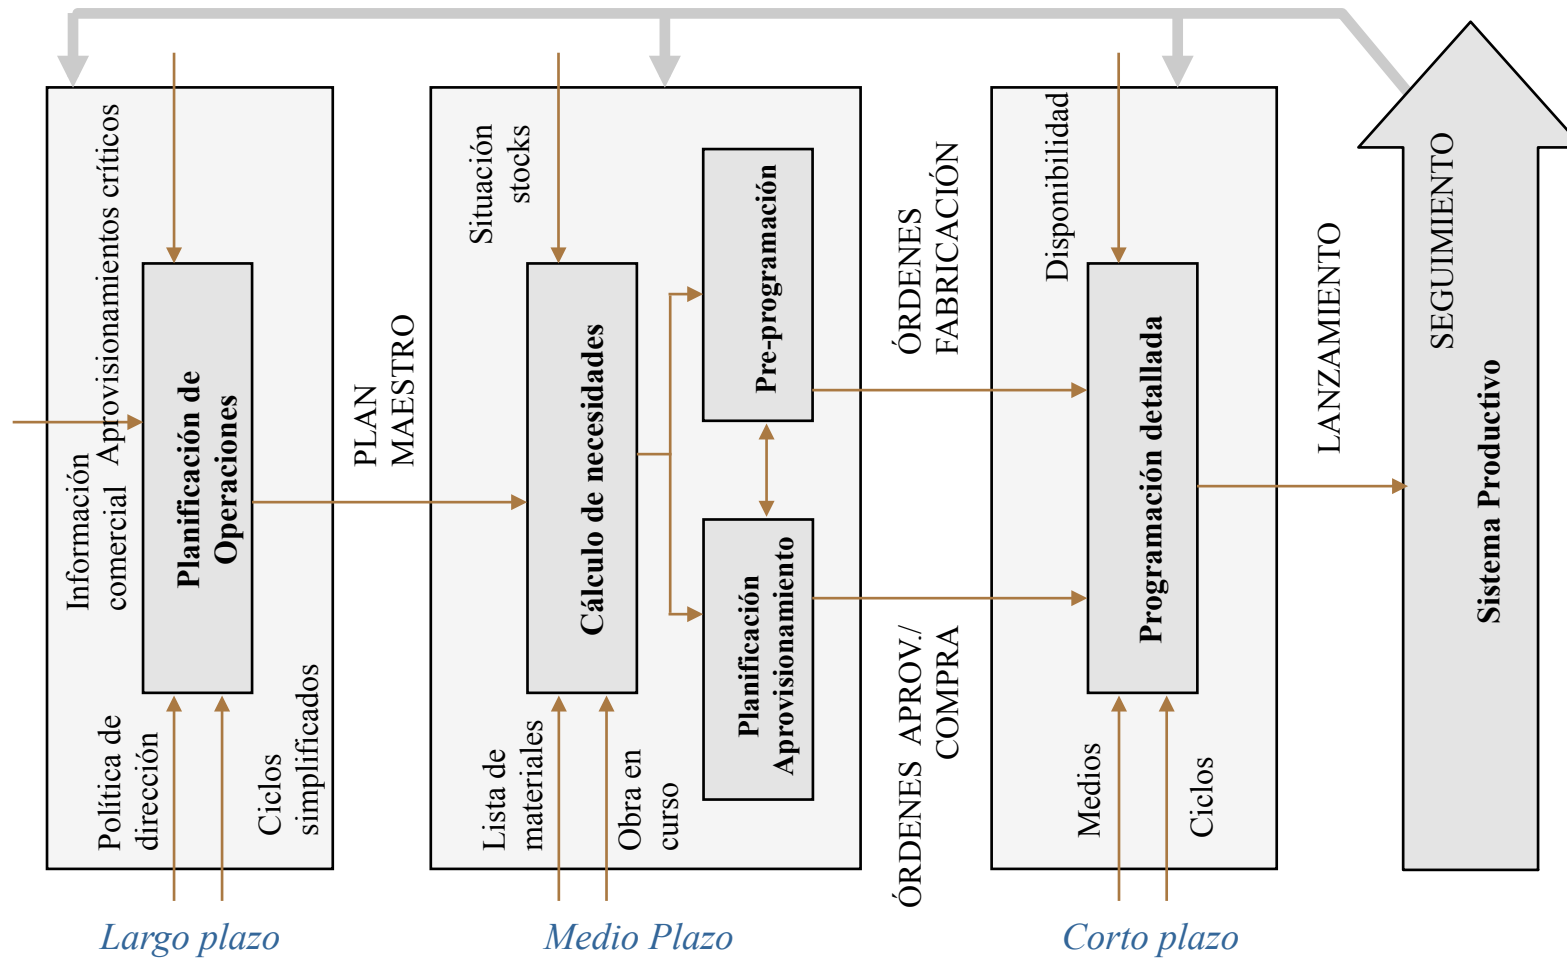 Información
comercial
Aprovisionamientos críticos
Planificación de
Operaciones
Política de
dirección
Ciclos
simplificados
PLAN
MAESTRO
Situación
stocks
Cálculo de necesidades
Lista de
materiales
Obra en
curso
Pre-programación
Planificación
Aprovisionamiento
ÓRDENES
FABRICACIÓN
ÓRDENES APROV./
COMPRA
Disponibilidad
Programación detallada
Medios
Ciclos
LANZAMIENTO
SEGUIMIENTO
Sistema Productivo
Largo plazo
Medio Plazo
Corto plazo